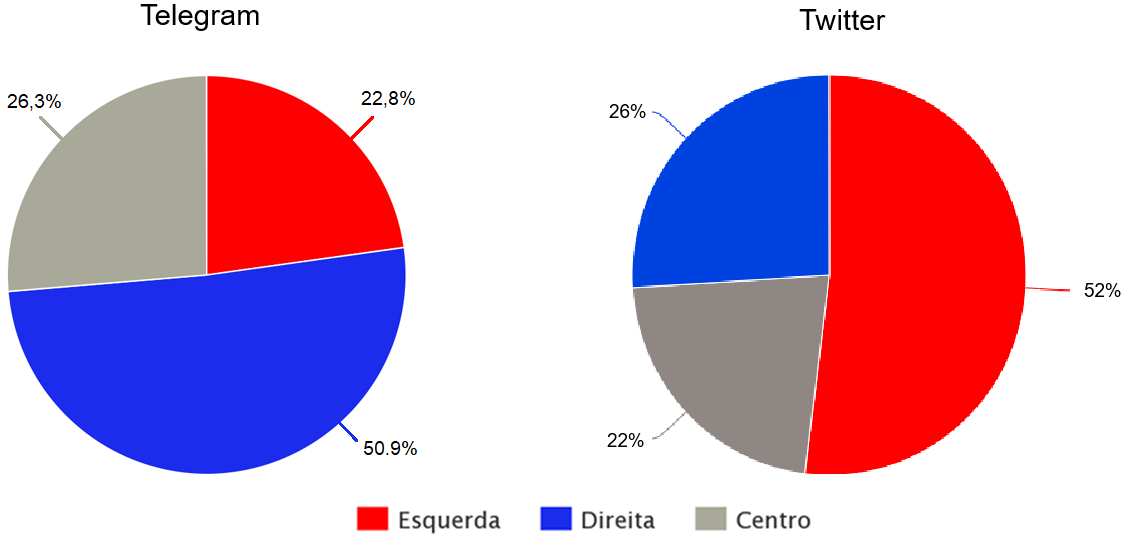 Telegram
26,3%
22,8%
50.9%
Twitter
26%
52%
22%
Esquerda
Direita
Centro